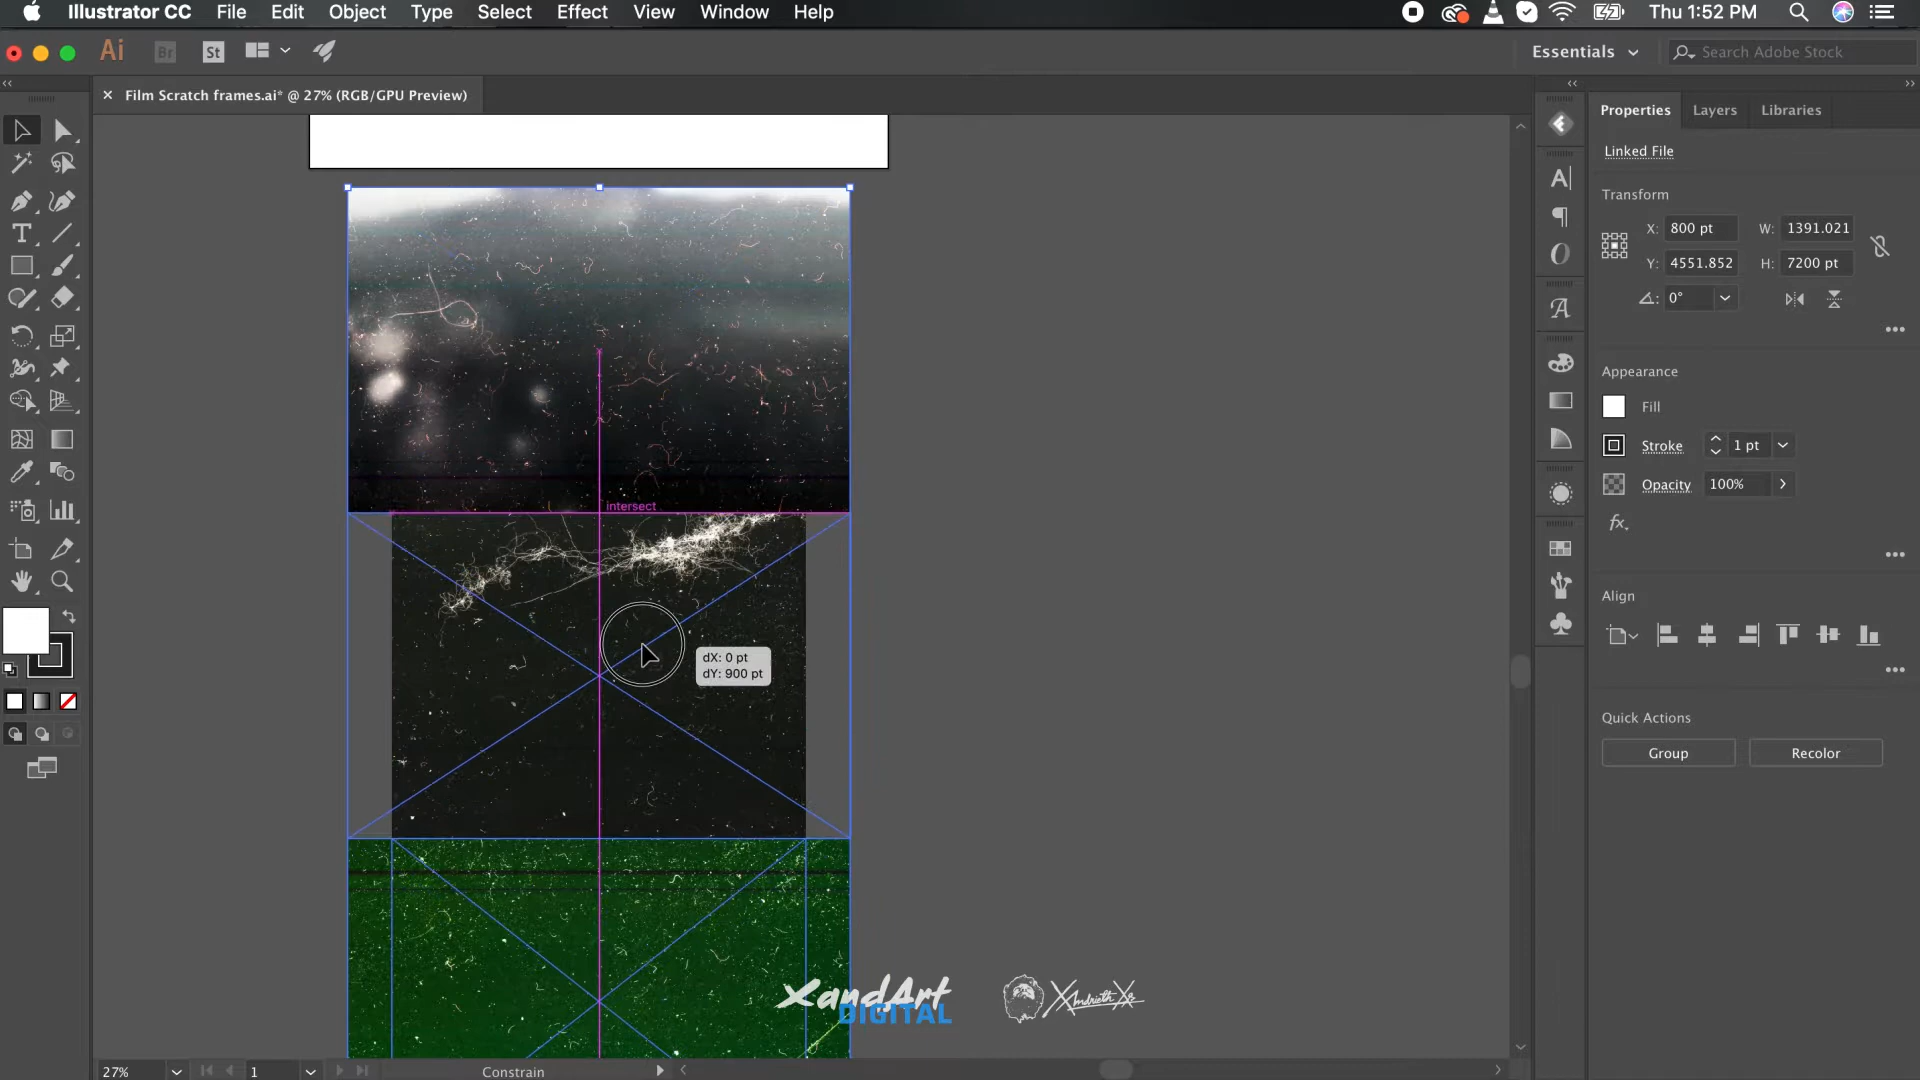 Illustrator CC File Edit Object Type Select Effect View Window Help Thu 1:52 PM
Ai Br St Essentials Search Adobe Stock
Film Scratch frames.ai* @ 27% (RGB/GPU Preview)
Properties Layers Libraries
Linked File
Transform
X: 800 pt W: 1391.021
Y: 4551.852 H: 7200 pt
0°
Appearance
Fill
Stroke 1 pt
Opacity 100%
fx.
Align
Quick Actions
Group Recolor
intersect
dX: 0 pt
dY: 900 pt
XandArt
DIGITAL
27% 1 Constrain